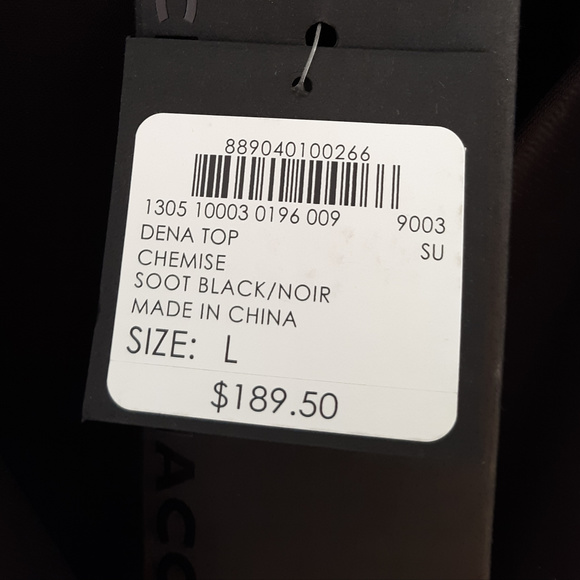 889040100266
1305 10003 0196 009 9003
DENA TOP SU
CHEMISE
SOOT BLACK/NOIR
MADE IN CHINA
SIZE: L
$189.50
ACO